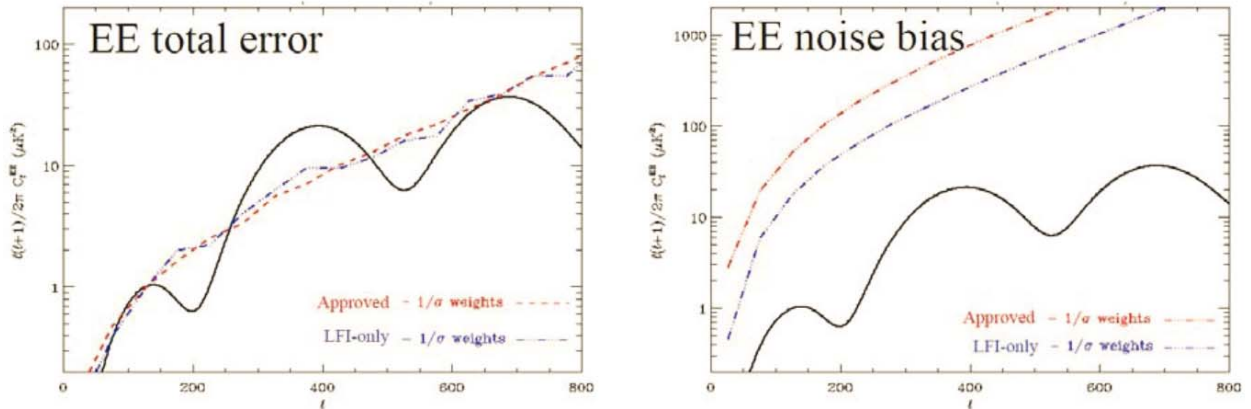 EE total error
100
10
1
ℓ(ℓ+1)/2π Cℓ^EE (μK²)
Approved - 1/σ weights
LFI-only - 1/σ weights
0 200 400 600 800
ℓ
EE noise bias
1000
100
10
1
ℓ(ℓ+1)/2π Cℓ^EE (μK²)
Approved - 1/σ weights
LFI-only - 1/σ weights
0 200 400 600 800
ℓ